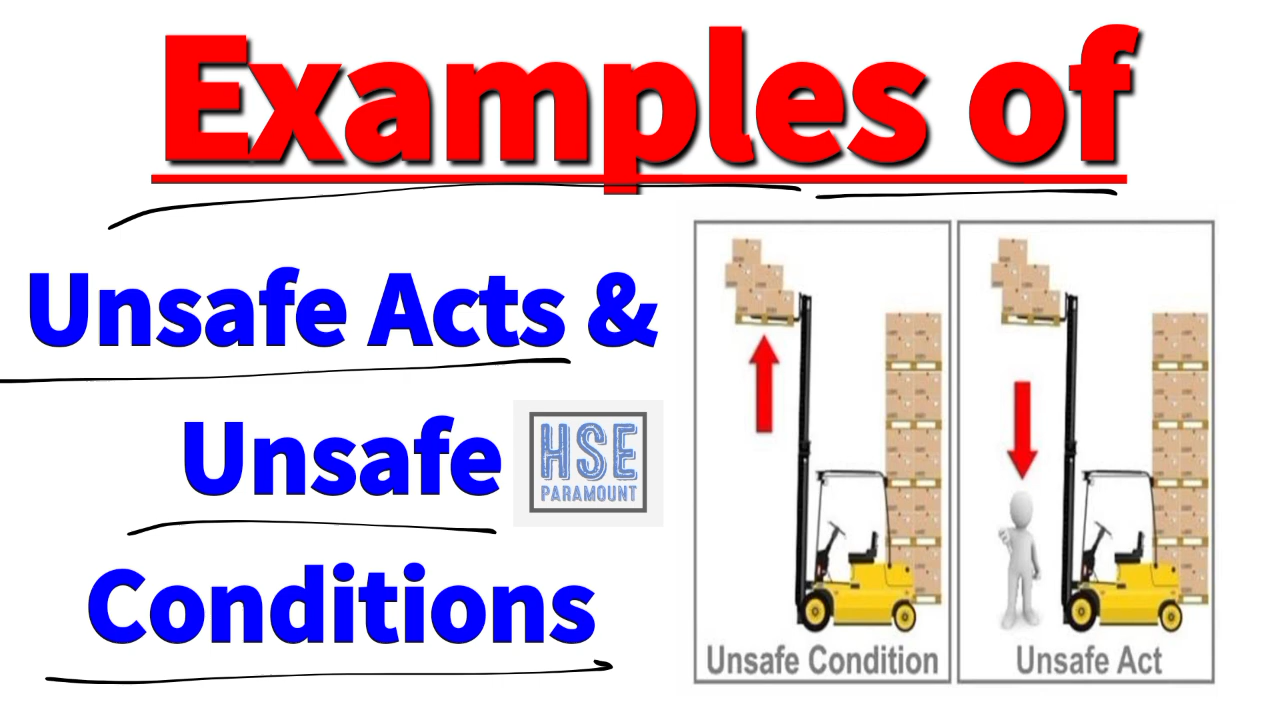 Examples of
Unsafe Acts &
Unsafe
HSE
PARAMOUNT
Conditions
Unsafe Condition
Unsafe Act